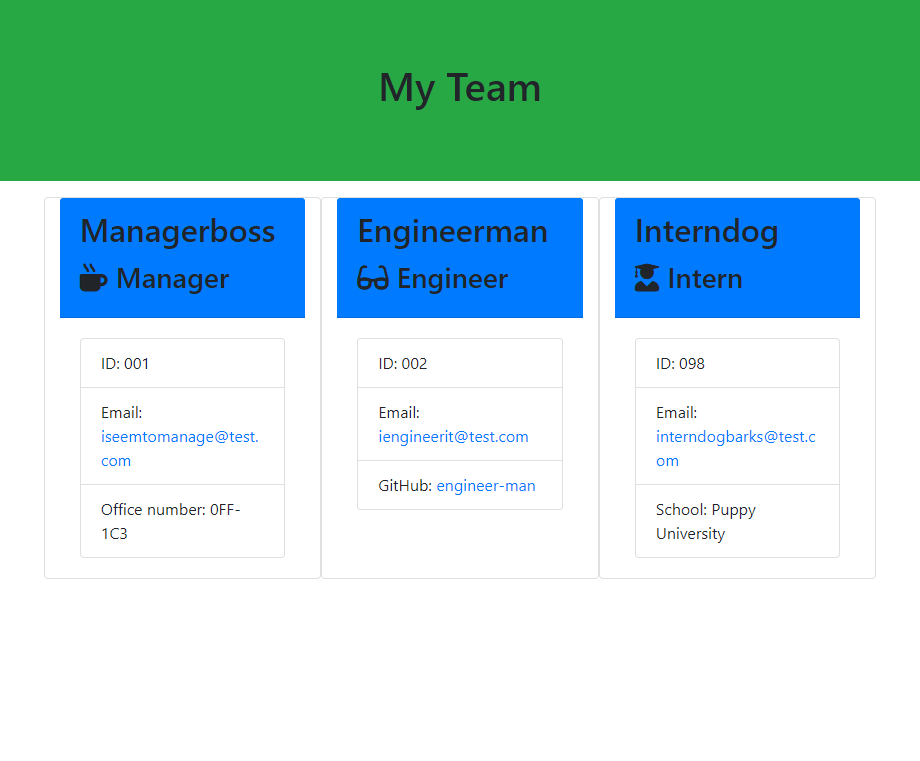 My Team
Managerboss
Manager
ID: 001
Email:
iseemtomanage@test.
com
Office number: 0FF-
1C3
Engineerman
Engineer
ID: 002
Email:
iengineerit@test.com
GitHub: engineer-man
Interndog
Intern
ID: 098
Email:
interndogbarks@test.c
om
School: Puppy
University